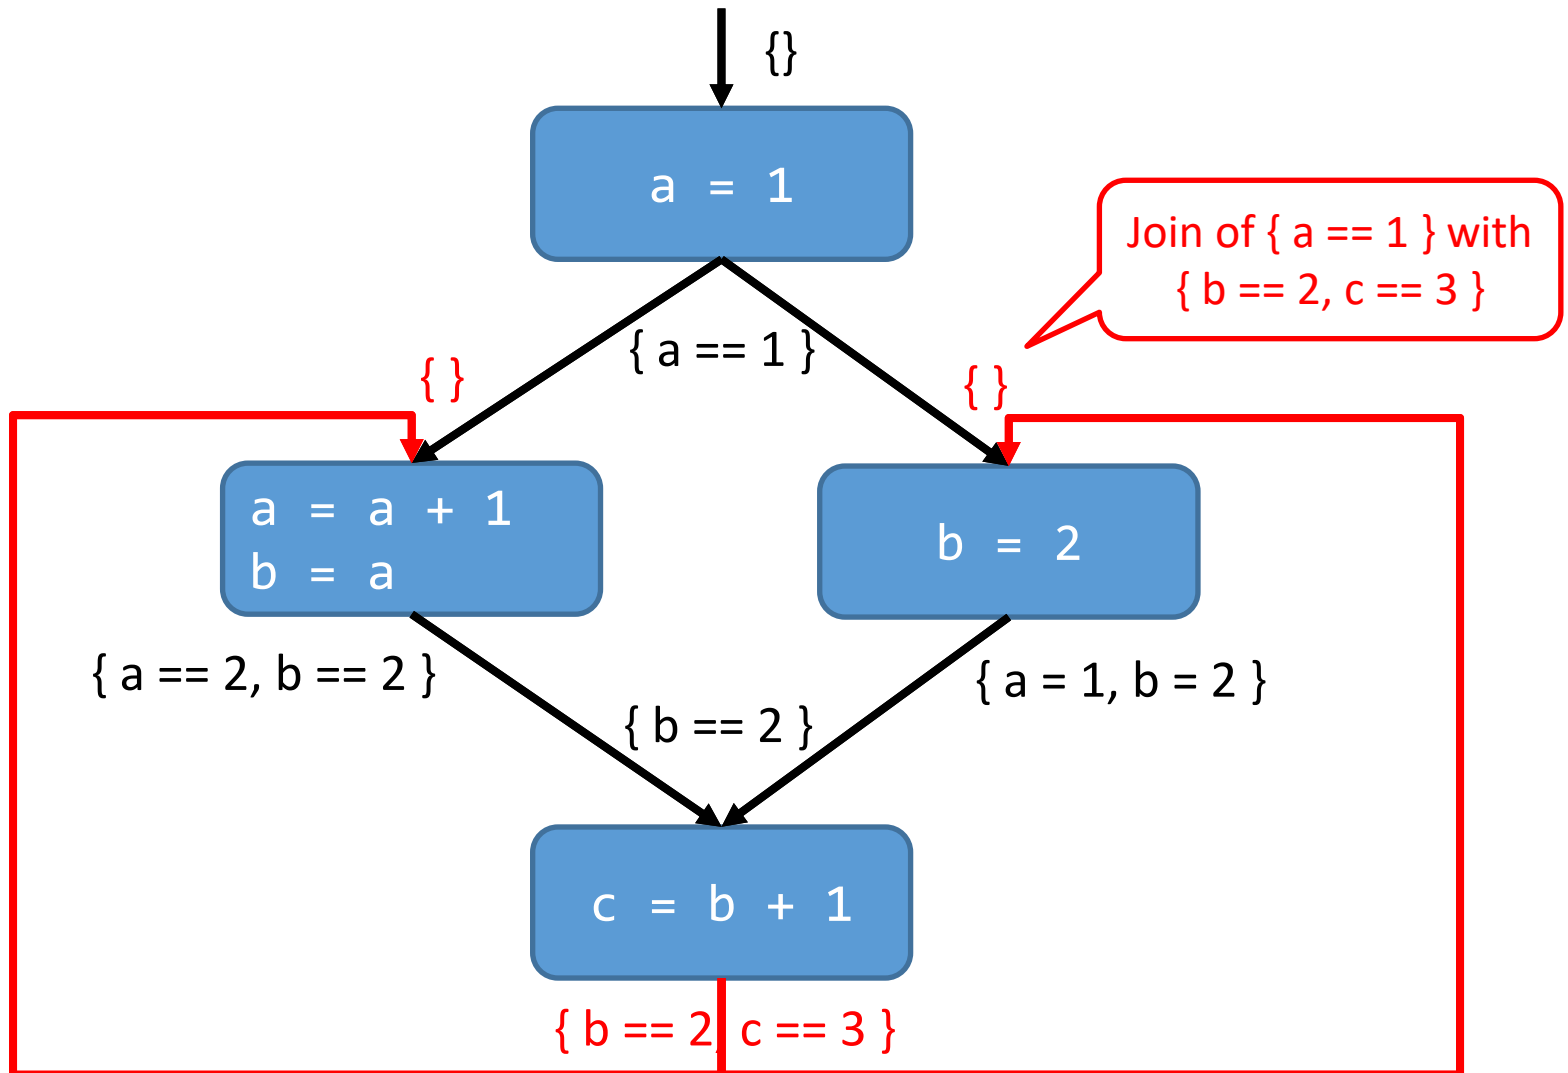 {}
a = 1
Join of { a == 1 } with
{ b == 2, c == 3 }
{ a == 1 }
{ }
{ }
a = a + 1
b = a
b = 2
{ a == 2, b == 2 }
{ a = 1, b = 2 }
{ b == 2 }
c = b + 1
{ b == 2, c == 3 }